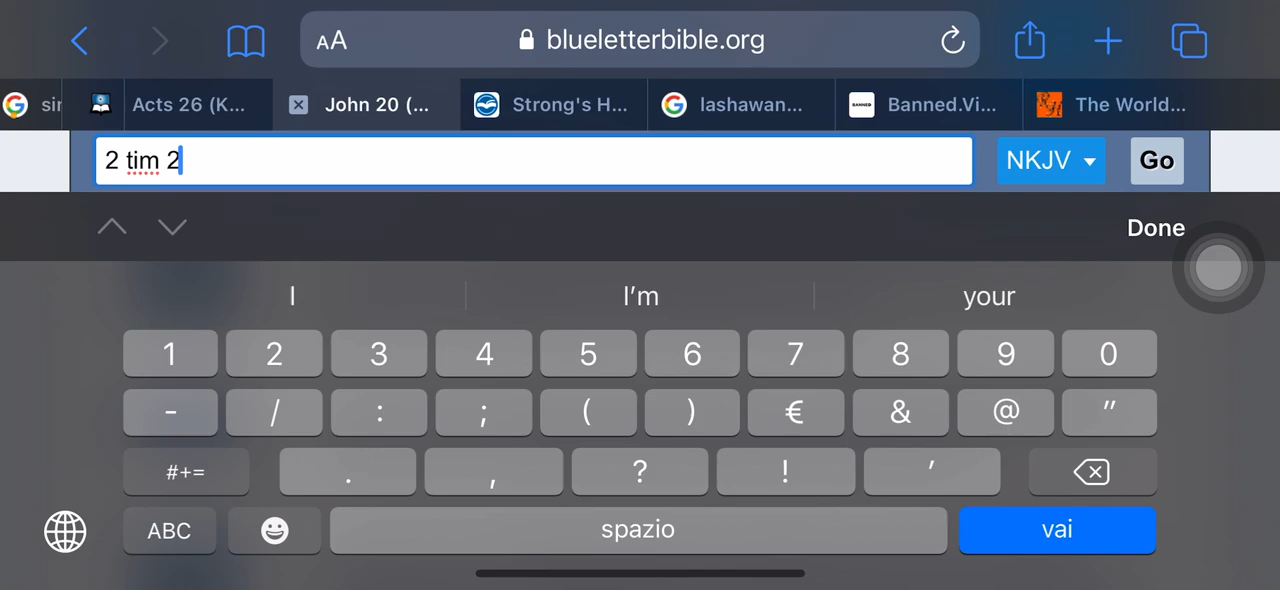 AA blueletterbible.org
sir Acts 26 (K... John 20 (... Strong's H... lashawan... Banned.Vi... The World...
2 tim 2 NKJV Go
Done
I I'm your
1 2 3 4 5 6 7 8 9 0
- / : ; ( ) € & @ "
#+= . , ? ! '
ABC spazio vai